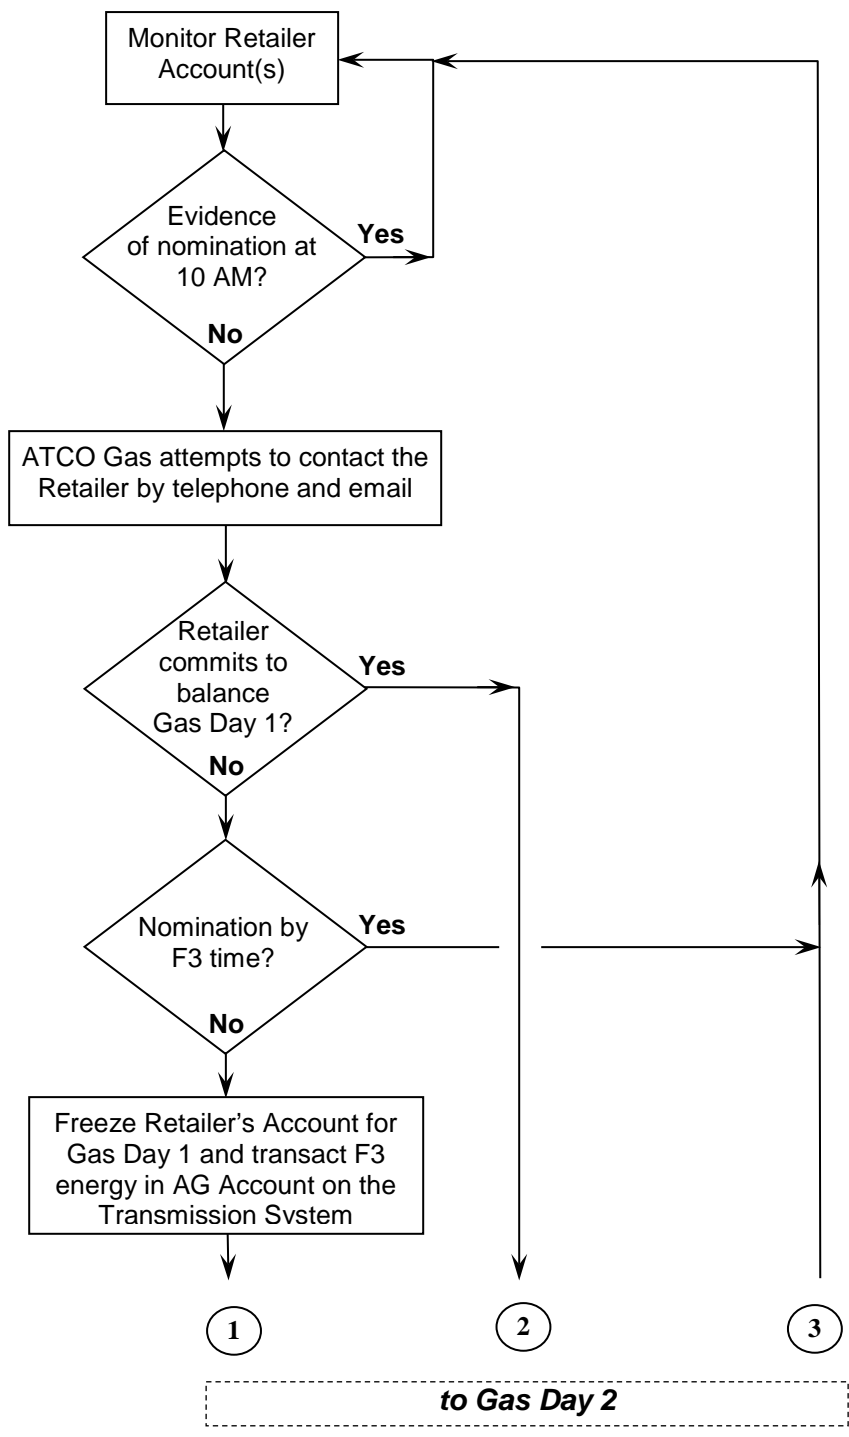 Monitor Retailer
Account(s)
Evidence
of nomination at
10 AM?
Yes
No
ATCO Gas attempts to contact the
Retailer by telephone and email
Retailer
commits to
balance
Gas Day 1?
Yes
No
Nomination by
F3 time?
Yes
No
Freeze Retailer’s Account for
Gas Day 1 and transact F3
energy in AG Account on the
Transmission System
1
2
3
to Gas Day 2